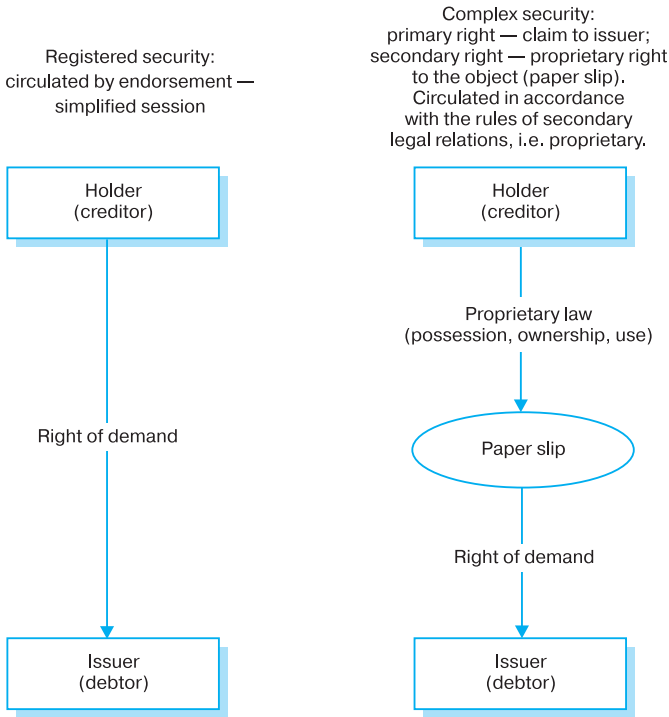 Registered security:
circulated by endorsement —
simplified session
Holder
(creditor)
Right of demand
Issuer
(debtor)
Complex security:
primary right — claim to issuer;
secondary right — proprietary right
to the object (paper slip).
Circulated in accordance
with the rules of secondary
legal relations, i.e. proprietary.
Holder
(creditor)
Proprietary law
(possession, ownership, use)
Paper slip
Right of demand
Issuer
(debtor)